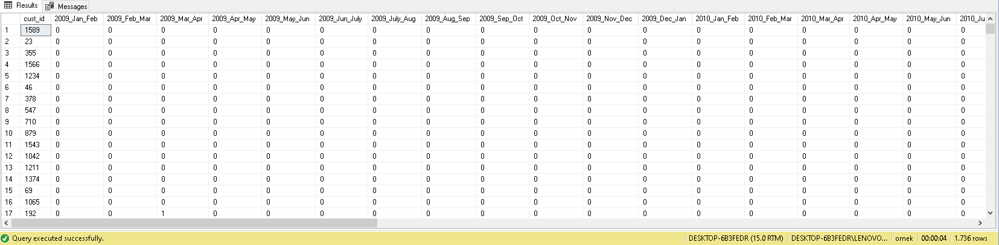 Results Messages
cust_id 2009_Jan_Feb 2009_Feb_Mar 2009_Mar_Apr 2009_Apr_May 2009_May_Jun 2009_Jun_July 2009_July_Aug 2009_Aug_Sep 2009_Sep_Oct 2009_Oct_Nov 2009_Nov_Dec 2009_Dec_Jan 2010_Jan_Feb 2010_Feb_Mar 2010_Mar_Apr 2010_Apr_May 2010_May_Jun 2010_Ju
1 1589 0 0 0 0 0 0 0 0 0 0 0 0 0 0 0 0 0 0
2 23 0 0 0 0 0 0 0 0 0 0 0 0 0 0 0 0 0 0
3 355 0 0 0 0 0 0 0 0 0 0 0 0 0 0 0 0 0 0
4 1566 0 0 0 0 0 0 0 0 0 0 0 0 0 0 0 0 0 0
5 1234 0 0 0 0 0 0 0 0 0 0 0 0 0 0 0 0 0 0
6 46 0 0 0 0 0 0 0 0 0 0 0 0 0 0 0 0 0 0
7 378 0 0 0 0 0 0 0 0 0 0 0 0 0 0 0 0 0 0
8 547 0 0 0 0 0 0 0 0 0 0 0 0 0 0 0 0 0 0
9 710 0 0 0 0 0 0 0 0 0 0 0 0 0 0 0 0 0 0
10 879 0 0 0 0 0 0 0 0 0 0 0 0 0 0 0 0 0 0
11 1543 0 0 0 0 0 0 0 0 0 0 0 0 0 0 0 0 0 0
12 1042 0 0 0 0 0 0 0 0 0 0 0 0 0 0 0 0 0 0
13 1211 0 0 0 0 0 0 0 0 0 0 0 0 0 0 0 0 0 0
14 1374 0 0 0 0 0 0 0 0 0 0 0 0 0 0 0 0 0 0
15 69 0 0 0 0 0 0 0 0 0 0 0 0 0 0 0 0 0 0
16 1065 0 0 0 0 0 0 0 0 0 0 0 0 0 0 0 0 0 0
17 192 0 0 1 0 0 0 0 0 0 0 0 0 0 0 0 0 0 0
Query executed successfully. DESKTOP-6B3FEDR (15.0 RTM) DESKTOP-6B3FEDR\LENOVO... ornek 00:00:04 1.736 rows